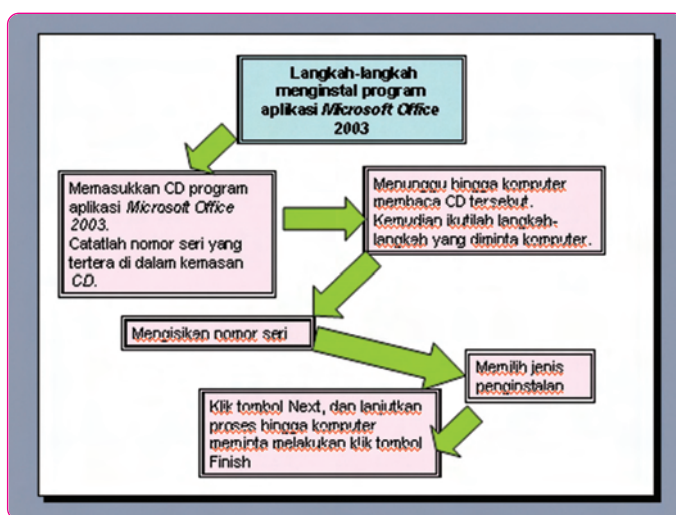 Langkah-langkah
menginstal program
aplikasi Microsoft Office
2003
Memasukkan CD program
aplikasi Microsoft Office
2003.
Catatlah nomor seri yang
tertera di dalam kemasan
CD.
Menunggu hingga komputer
membaca CD tersebut.
Kemudian ikutilah langkah-
langkah yang diminta komputer.
Mengisikan nomor seri
Memilih jenis
penginstalan
Klik tombol Next, dan lanjutkan
proses hingga komputer
meminta melakukan klik tombol
Finish